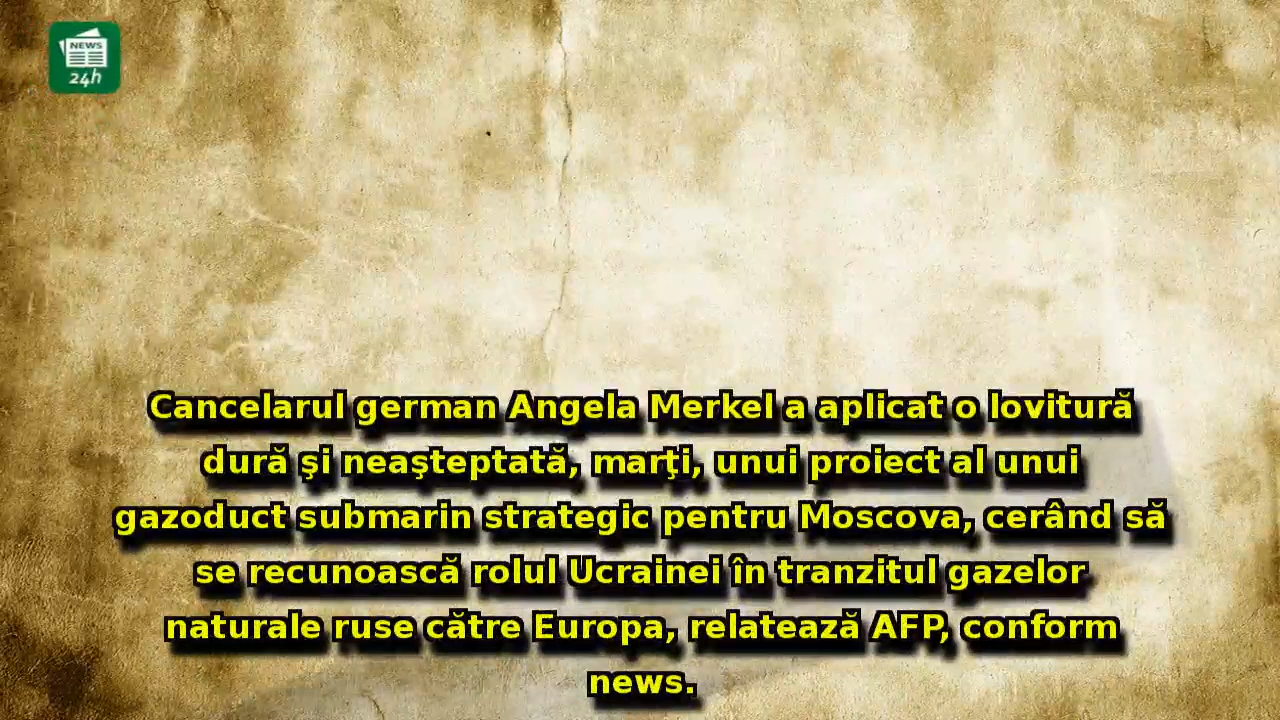 NEWS
24h
Cancelarul german Angela Merkel a aplicat o lovitură
dură şi neaşteptată, marţi, unui proiect al unui
gazoduct submarin strategic pentru Moscova, cerând să
se recunoască rolul Ucrainei în tranzitul gazelor
naturale ruse către Europa, relatează AFP, conform
news.